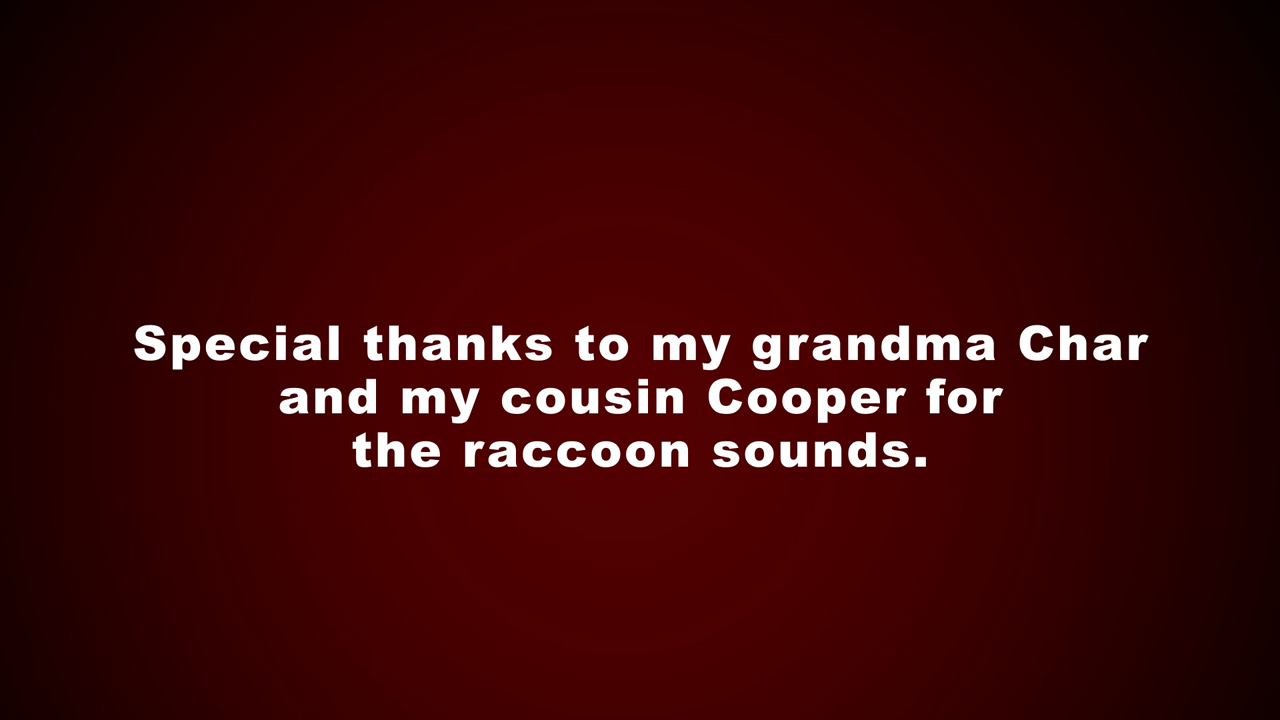 Special thanks to my grandma Char
and my cousin Cooper for
the raccoon sounds.